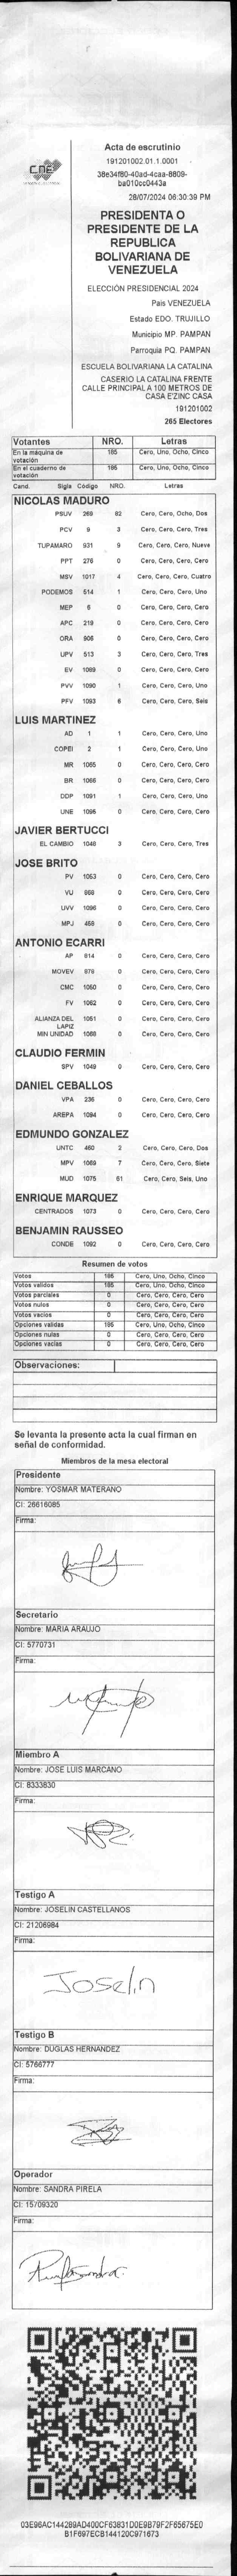 CNE
Acta de escrutinio
191201002.01.1.0001
38e34f80-40ad-4caa-8809-
ba010cc0443a
28/07/2024 06:30:39 PM
PRESIDENTA O
PRESIDENTE DE LA
REPUBLICA
BOLIVARIANA DE
VENEZUELA
ELECCIÓN PRESIDENCIAL 2024
Pais VENEZUELA
Estado EDO. TRUJILLO
Municipio MP. PAMPAN
Parroquia PQ. PAMPAN
ESCUELA BOLIVARIANA LA CATALINA
CASERIO LA CATALINA FRENTE
CALLE PRINCIPAL A 100 METROS DE
CASA E'ZINC CASA
191201002
265 Electores
Votantes NRO. Letras
En la máquina de votación 185 Cero, Uno, Ocho, Cinco
En el cuaderno de votación 185 Cero, Uno, Ocho, Cinco
Cand. Sigla Código NRO. Letras
NICOLAS MADURO
PSUV 269 82 Cero, Cero, Ocho, Dos
PCV 9 3 Cero, Cero, Cero, Tres
TUPAMARO 931 9 Cero, Cero, Cero, Nueve
PPT 276 0 Cero, Cero, Cero, Cero
MSV 1017 4 Cero, Cero, Cero, Cuatro
PODEMOS 514 1 Cero, Cero, Cero, Uno
MEP 6 0 Cero, Cero, Cero, Cero
APC 219 0 Cero, Cero, Cero, Cero
ORA 906 0 Cero, Cero, Cero, Cero
UPV 513 3 Cero, Cero, Cero, Tres
EV 1089 0 Cero, Cero, Cero, Cero
PVV 1090 1 Cero, Cero, Cero, Uno
PFV 1093 6 Cero, Cero, Cero, Seis
LUIS MARTINEZ
AD 1 1 Cero, Cero, Cero, Uno
COPEI 2 1 Cero, Cero, Cero, Uno
MR 1065 0 Cero, Cero, Cero, Cero
BR 1066 0 Cero, Cero, Cero, Cero
DDP 1091 1 Cero, Cero, Cero, Uno
UNE 1095 0 Cero, Cero, Cero, Cero
JAVIER BERTUCCI
EL CAMBIO 1048 3 Cero, Cero, Cero, Tres
JOSE BRITO
PV 1053 0 Cero, Cero, Cero, Cero
VU 959 0 Cero, Cero, Cero, Cero
UVV 1096 0 Cero, Cero, Cero, Cero
MPJ 458 0 Cero, Cero, Cero, Cero
ANTONIO ECARRI
AP 814 0 Cero, Cero, Cero, Cero
MOVEV 979 0 Cero, Cero, Cero, Cero
CMC 1050 0 Cero, Cero, Cero, Cero
FV 1062 0 Cero, Cero, Cero, Cero
ALIANZA DEL LAPIZ 1051 0 Cero, Cero, Cero, Cero
MIN UNIDAD 1068 0 Cero, Cero, Cero, Cero
CLAUDIO FERMIN
SPV 1049 0 Cero, Cero, Cero, Cero
DANIEL CEBALLOS
VPA 236 0 Cero, Cero, Cero, Cero
AREPA 1094 0 Cero, Cero, Cero, Cero
EDMUNDO GONZALEZ
UNTC 460 2 Cero, Cero, Cero, Dos
MPV 1069 7 Cero, Cero, Cero, Siete
MUD 1075 61 Cero, Cero, Seis, Uno
ENRIQUE MARQUEZ
CENTRADOS 1073 0 Cero, Cero, Cero, Cero
BENJAMIN RAUSSEO
CONDE 1092 0 Cero, Cero, Cero, Cero
Resumen de votos
Votos 185 Cero, Uno, Ocho, Cinco
Votos validos 185 Cero, Uno, Ocho, Cinco
Votos parciales 0 Cero, Cero, Cero, Cero
Votos nulos 0 Cero, Cero, Cero, Cero
Votos vacios 0 Cero, Cero, Cero, Cero
Opciones validas 185 Cero, Uno, Ocho, Cinco
Opciones nulas 0 Cero, Cero, Cero, Cero
Opciones vacias 0 Cero, Cero, Cero, Cero
Observaciones:
Se levanta la presente acta la cual firman en
señal de conformidad.
Miembros de la mesa electoral
Presidente
Nombre: YOSMAR MATERANO
CI: 26616085
Firma:
Secretario
Nombre: MARIA ARAUJO
CI: 5770731
Firma:
Miembro A
Nombre: JOSE LUIS MARCANO
CI: 8333830
Firma:
Testigo A
Nombre: JOSELIN CASTELLANOS
CI: 21206984
Firma:
Joselin
Testigo B
Nombre: DUGLAS HERNANDEZ
CI: 5766777
Firma:
Operador
Nombre: SANDRA PIRELA
CI: 15709320
Firma:
03E96AC144289AD400CF63831D0E9B79F2F65675E0
B1F697ECB144120C971673